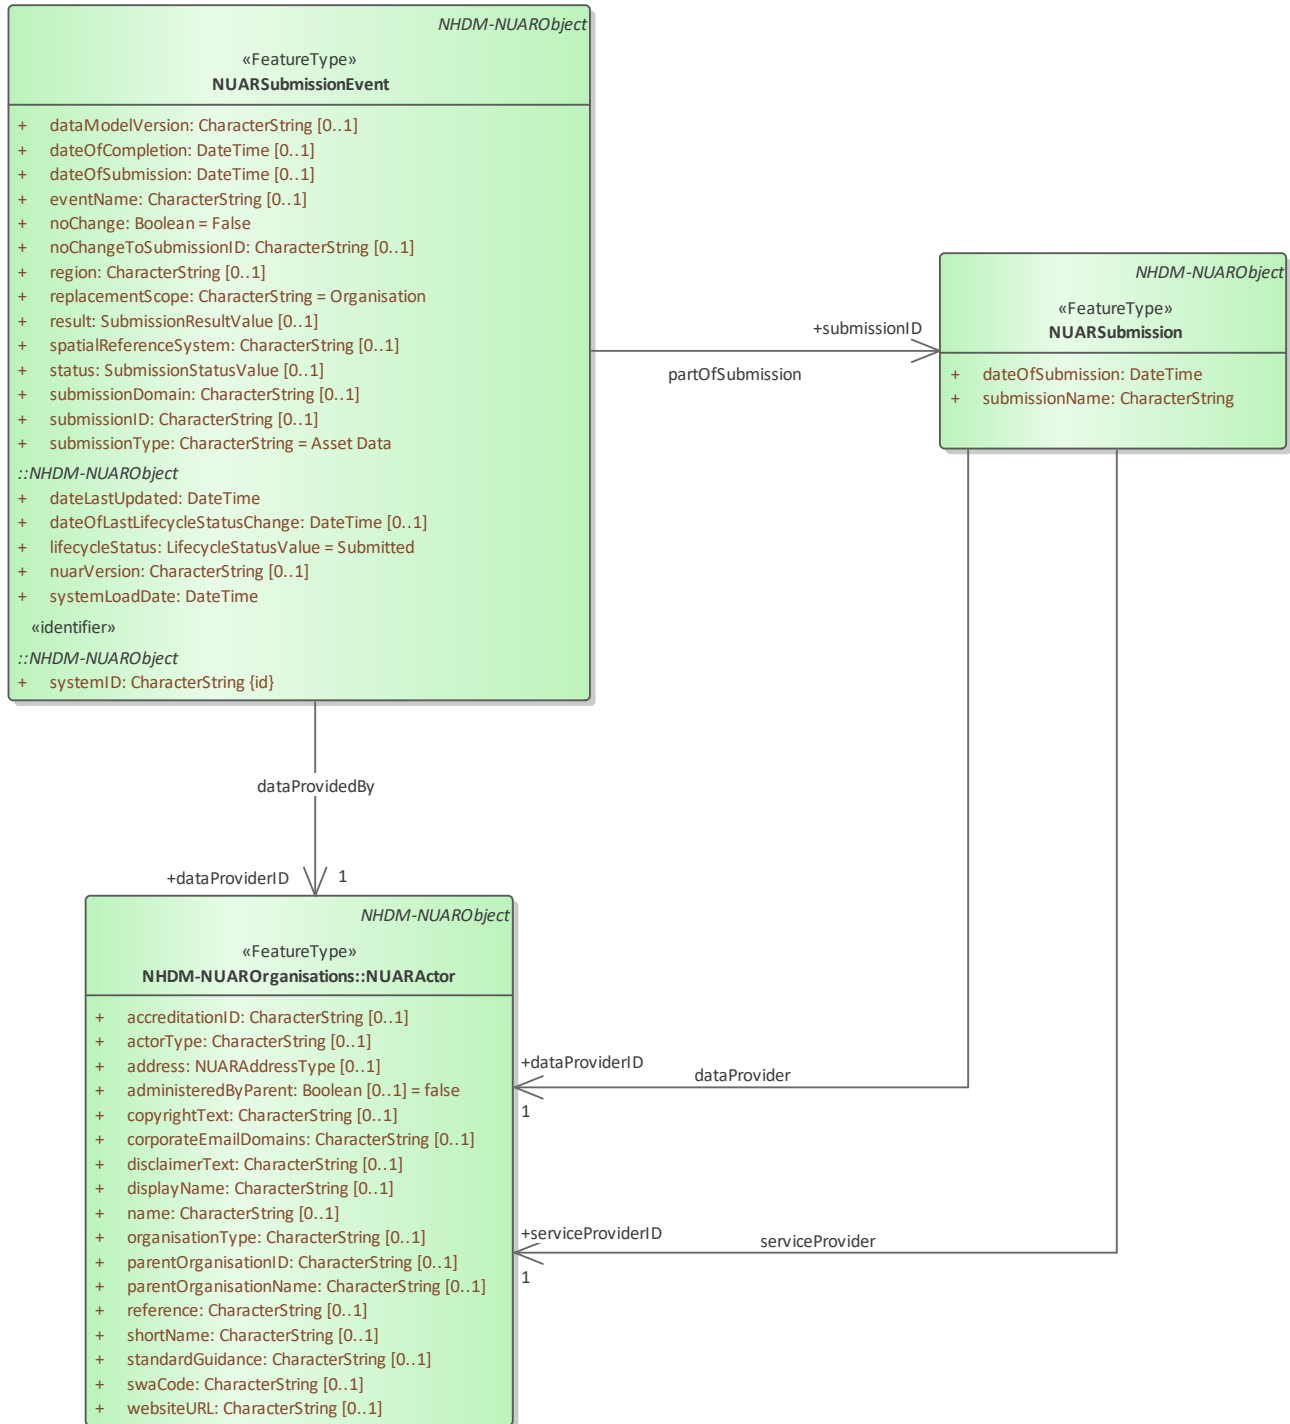 NHDM-NUARObject
«FeatureType»
NUARSubmissionEvent
+ dataModelVersion: CharacterString [0..1]
+ dateOfCompletion: DateTime [0..1]
+ dateOfSubmission: DateTime [0..1]
+ eventName: CharacterString [0..1]
+ noChange: Boolean = False
+ noChangeToSubmissionID: CharacterString [0..1]
+ region: CharacterString [0..1]
+ replacementScope: CharacterString = Organisation
+ result: SubmissionResultValue [0..1]
+ spatialReferenceSystem: CharacterString [0..1]
+ status: SubmissionStatusValue [0..1]
+ submissionDomain: CharacterString [0..1]
+ submissionID: CharacterString [0..1]
+ submissionType: CharacterString = Asset Data
::NHDM-NUARObject
+ dateLastUpdated: DateTime
+ dateOfLastLifecycleStatusChange: DateTime [0..1]
+ lifecycleStatus: LifecycleStatusValue = Submitted
+ nuarVersion: CharacterString [0..1]
+ systemLoadDate: DateTime
«identifier»
::NHDM-NUARObject
+ systemID: CharacterString {id}
+submissionID
partOfSubmission
NHDM-NUARObject
«FeatureType»
NUARSubmission
+ dateOfSubmission: DateTime
+ submissionName: CharacterString
dataProvidedBy
+dataProviderID
1
NHDM-NUARObject
«FeatureType»
NHDM-NUAROrganisations::NUARActor
+ accreditationID: CharacterString [0..1]
+ actorType: CharacterString [0..1]
+ address: NUARAddressType [0..1]
+ administeredByParent: Boolean [0..1] = false
+ copyrightText: CharacterString [0..1]
+ corporateEmailDomains: CharacterString [0..1]
+ disclaimerText: CharacterString [0..1]
+ displayName: CharacterString [0..1]
+ name: CharacterString [0..1]
+ organisationType: CharacterString [0..1]
+ parentOrganisationID: CharacterString [0..1]
+ parentOrganisationName: CharacterString [0..1]
+ reference: CharacterString [0..1]
+ shortName: CharacterString [0..1]
+ standardGuidance: CharacterString [0..1]
+ swaCode: CharacterString [0..1]
+ websiteURL: CharacterString [0..1]
+dataProviderID
dataProvider
1
+serviceProviderID
serviceProvider
1